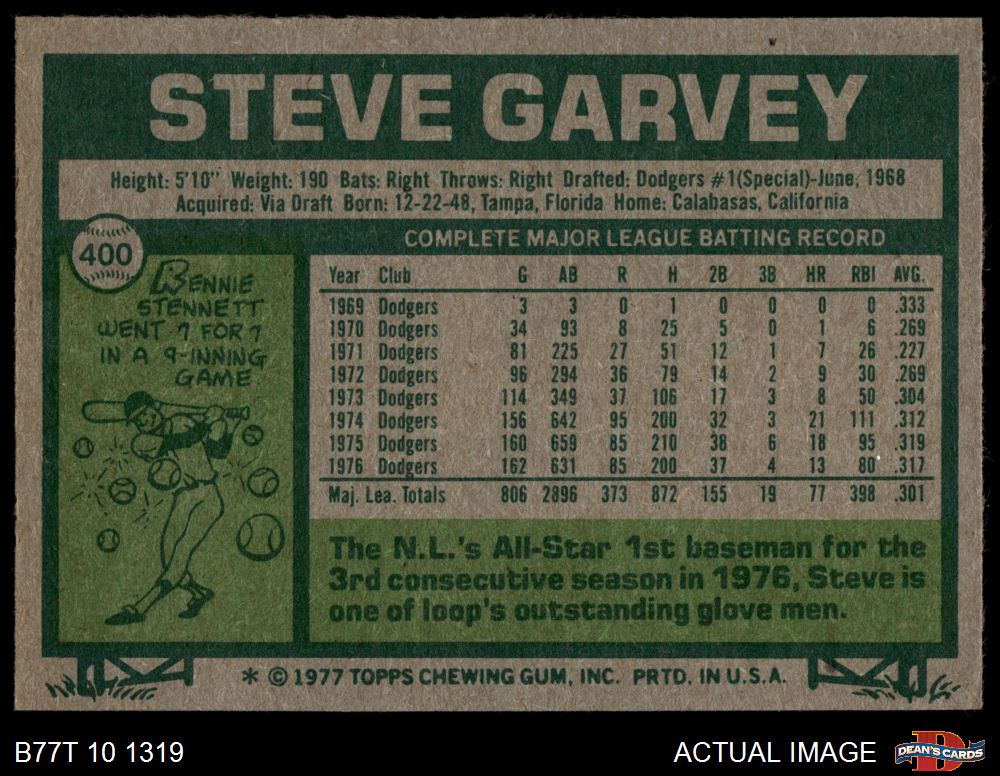 STEVE GARVEY
Height: 5'10" Weight: 190 Bats: Right Throws: Right Drafted: Dodgers #1(Special)-June, 1968
Acquired: Via Draft Born: 12-22-48, Tampa, Florida Home: Calabasas, California
400
BENNIE
STENNETT
WENT 7 FOR 7
IN A 9-INNING
GAME.
COMPLETE MAJOR LEAGUE BATTING RECORD
Year Club G AB R H 2B 3B HR RBI AVG.
1969 Dodgers 3 3 0 1 0 0 0 0 .333
1970 Dodgers 34 93 8 25 5 0 1 6 .269
1971 Dodgers 81 225 27 51 12 1 7 26 .227
1972 Dodgers 96 294 36 79 14 2 9 30 .269
1973 Dodgers 114 349 37 106 17 3 8 50 .304
1974 Dodgers 156 642 95 200 32 3 21 111 .312
1975 Dodgers 160 659 85 210 38 6 18 95 .319
1976 Dodgers 162 631 85 200 37 4 13 80 .317
Maj. Lea. Totals 806 2896 373 872 155 19 77 398 .301
The N.L.'s All-Star 1st baseman for the
3rd consecutive season in 1976, Steve is
one of loop's outstanding glove men.
* © 1977 TOPPS CHEWING GUM, INC. PRTD. IN U.S.A.
B77T 10 1319
ACTUAL IMAGE
DEAN'S CARDS